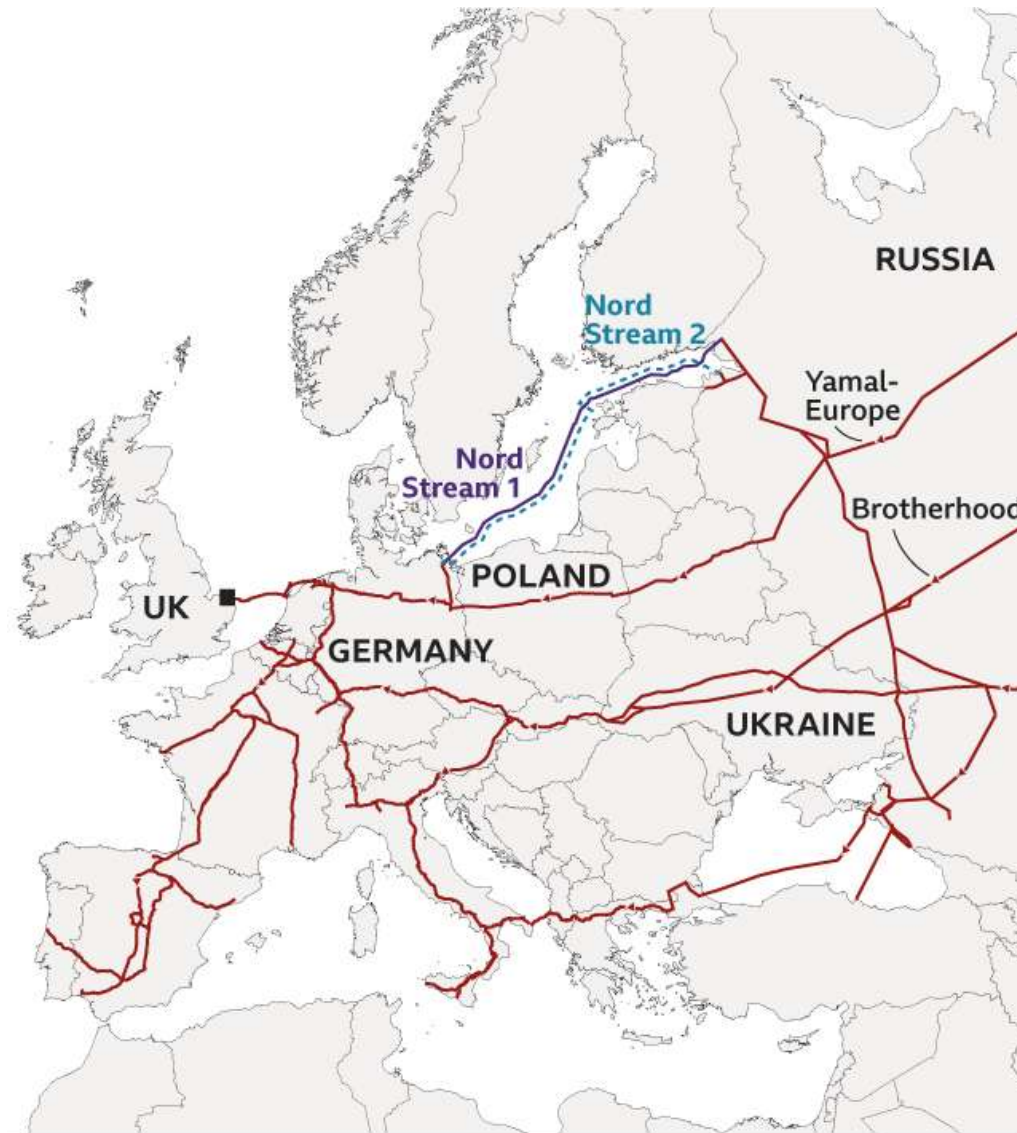 RUSSIA
Nord
Stream 2
Yamal-
Europe
Nord
Stream 1
Brotherhood
POLAND
UK
GERMANY
UKRAINE